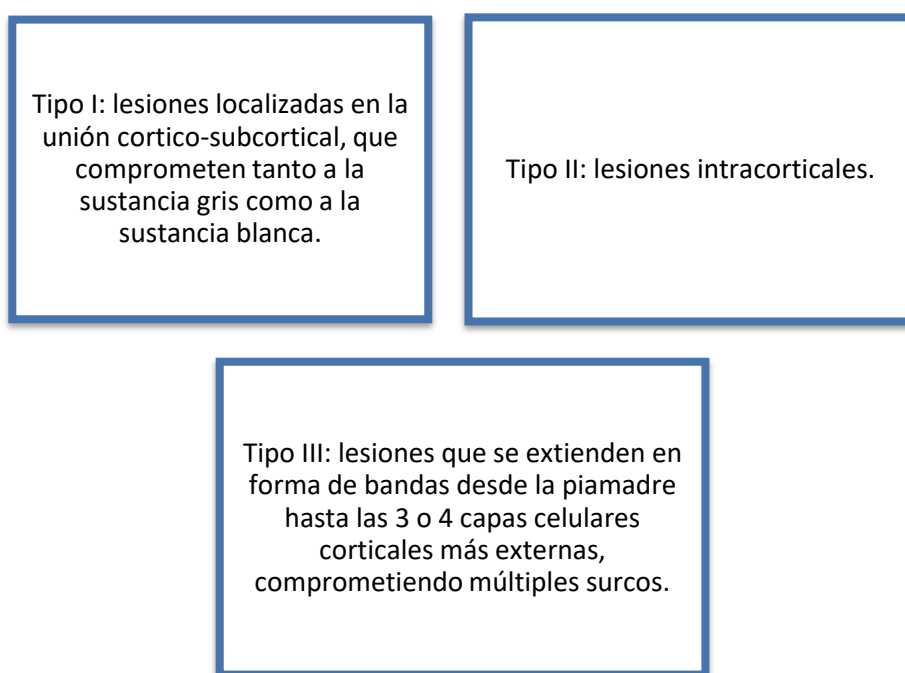 Tipo I: lesiones localizadas en la
unión cortico-subcortical, que
comprometen tanto a la
sustancia gris como a la
sustancia blanca.
Tipo II: lesiones intracorticales.
Tipo III: lesiones que se extienden en
forma de bandas desde la piamadre
hasta las 3 o 4 capas celulares
corticales más externas,
comprometiendo múltiples surcos.